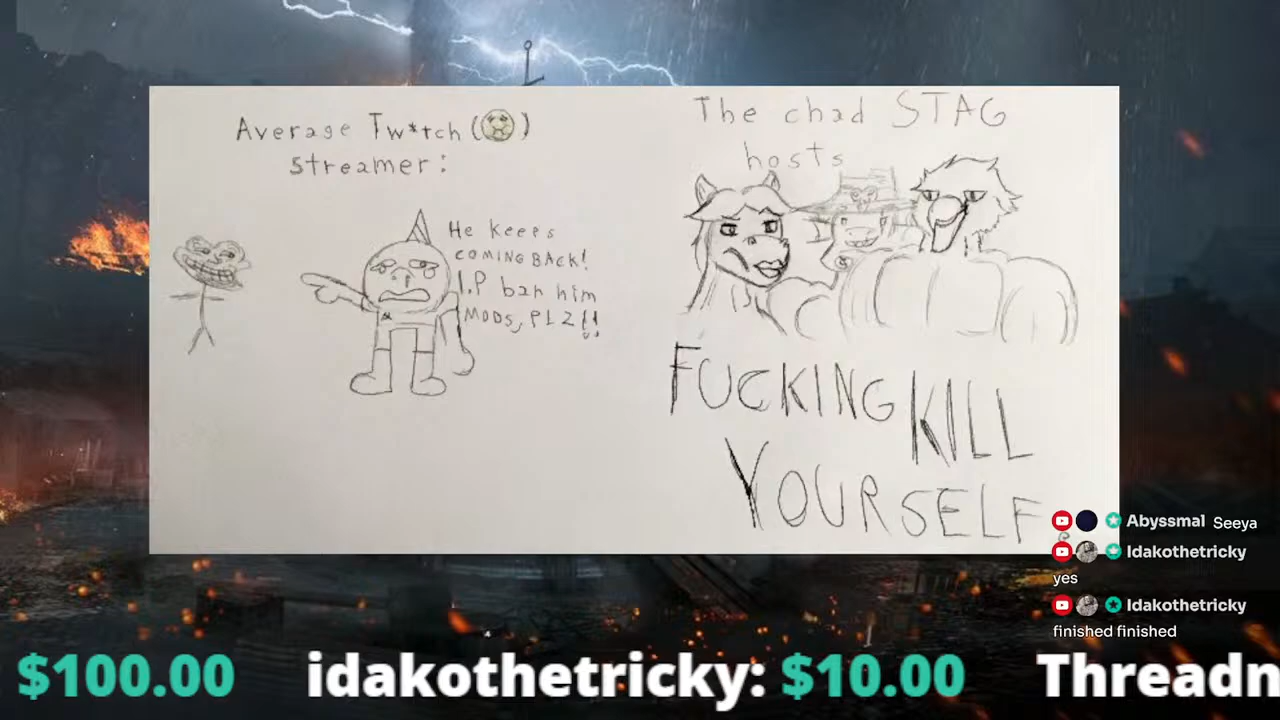 Average Tw*tch ( )
streamer:
He keeps
COMING BACK!
I.P ban him
MODS, PLZ!!
The chad STAG
hosts
FUCKING KILL
YOURSELF
Abyssmal Seeya
Idakothetricky
yes
Idakothetricky
finished finished
$100.00 idakothetricky: $10.00 Threadn